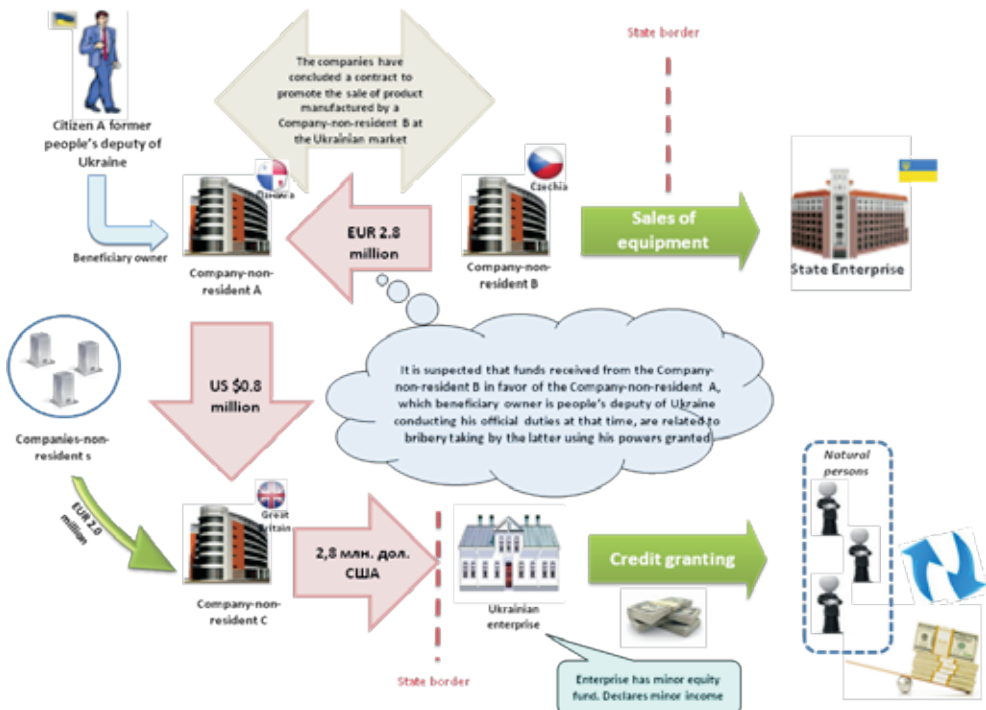 State border
The companies have
concluded a contract to
promote the sale of product
manufactured by a
Company-non-resident B at
the Ukrainian market
Citizen A former
people's deputy of
Ukraine
Czechia
EUR 2.8
million
Sales of
equipment
Beneficiary owner
Company-non-
resident A
Company-non-
resident B
State Enterprise
It is suspected that funds received from the Company-
non-resident B in favor of the Company-non-resident A,
which beneficiary owner is people's deputy of Ukraine
conducting his official duties at that time, are related to
bribery taking by the latter using his powers granted
US $0.8
million
Companies-non-
resident s
EUR 2.0
million
Natural
persons
Great
Britain
2,8 млн. дол.
США
Credit granting
Company-non-
resident C
Ukrainian
enterprise
State border
Enterprise has minor equity
fund. Declares minor income